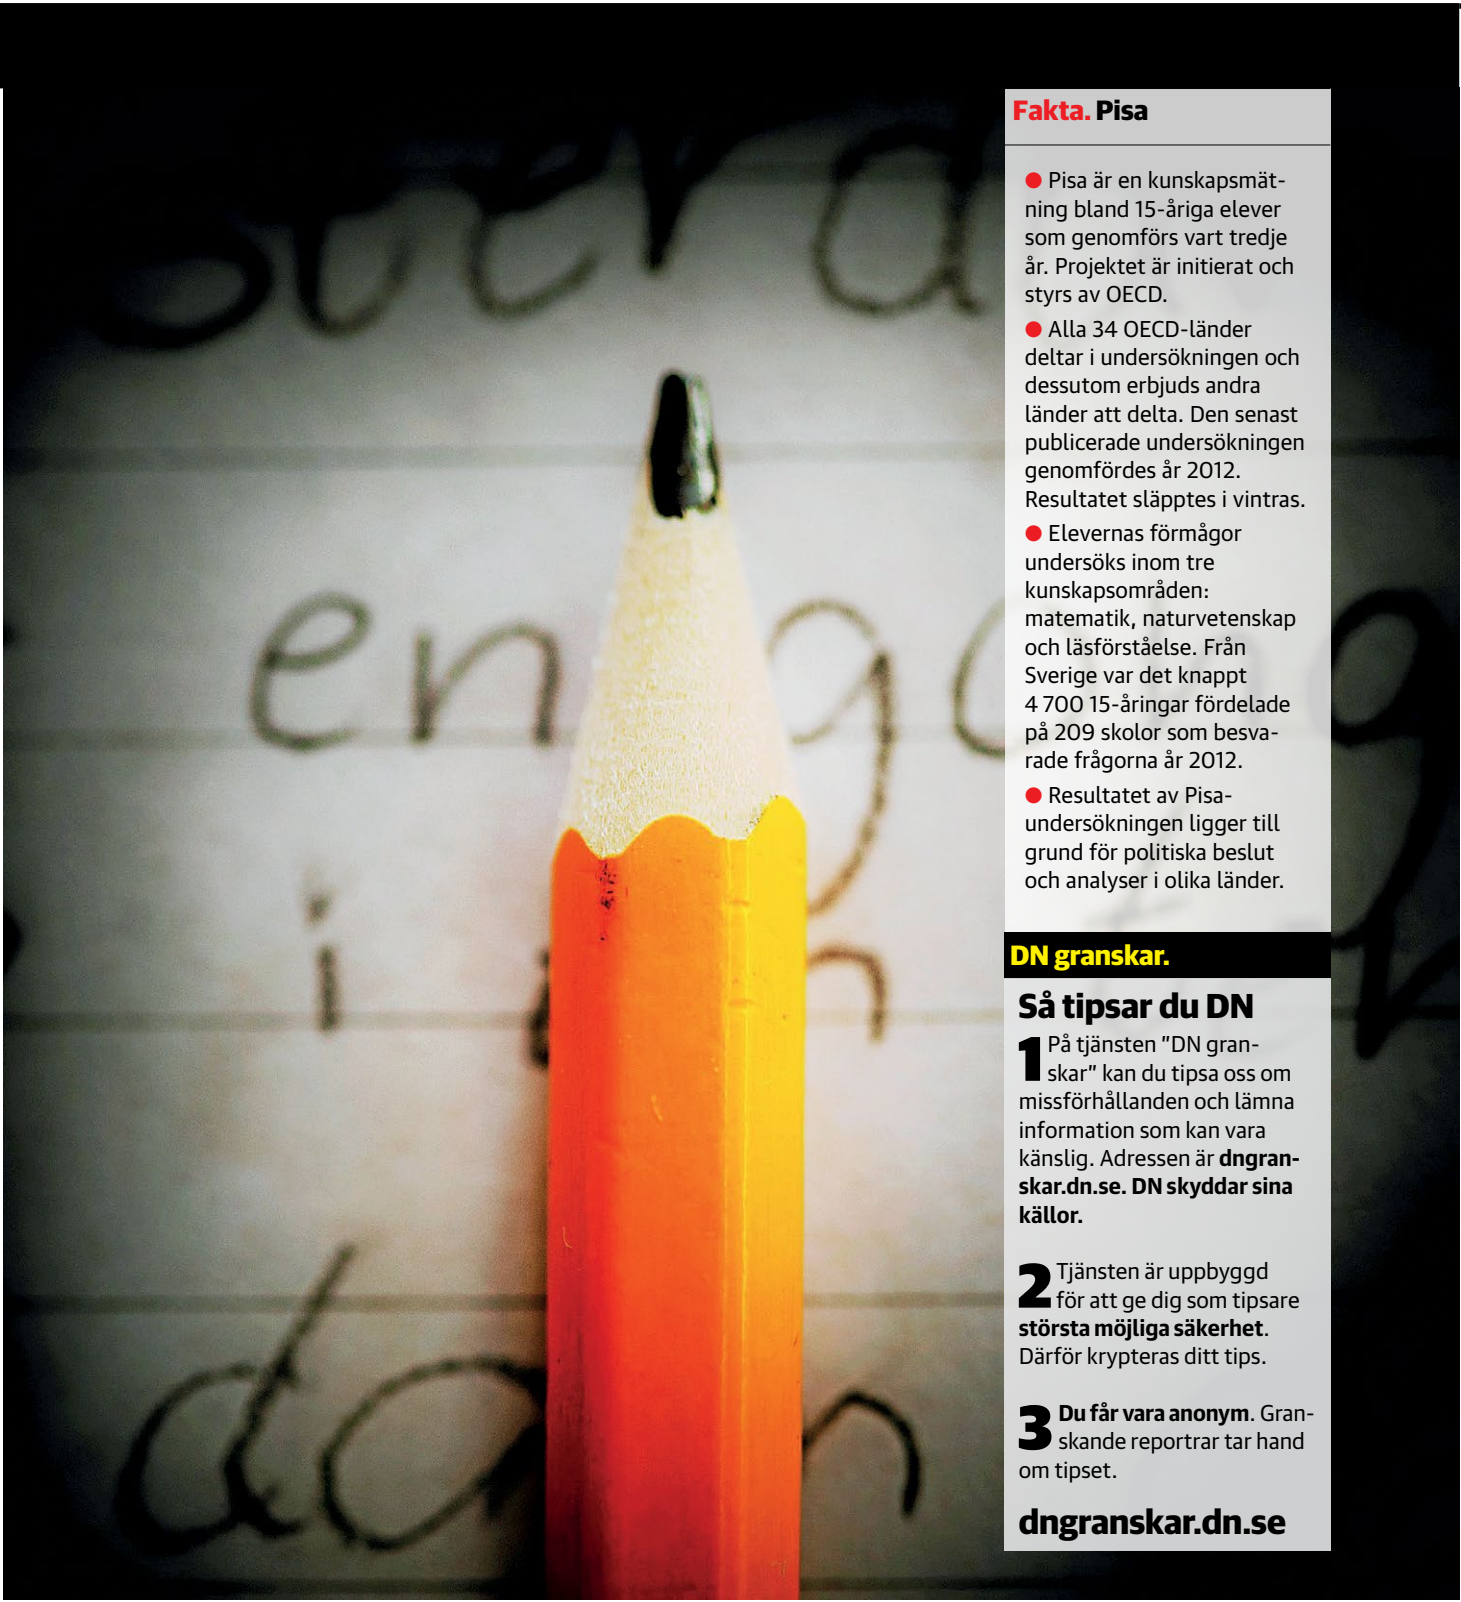 Fakta. Pisa
● Pisa är en kunskapsmät-
ning bland 15-åriga elever
som genomförs vart tredje
år. Projektet är initierat och
styrs av OECD.
● Alla 34 OECD-länder
deltar i undersökningen och
dessutom erbjuds andra
länder att delta. Den senast
publicerade undersökningen
genomfördes år 2012.
Resultatet släpptes i vintras.
● Elevernas förmågor
undersöks inom tre
kunskapsområden:
matematik, naturvetenskap
och läsförståelse. Från
Sverige var det knappt
4 700 15-åringar fördelade
på 209 skolor som besva-
rade frågorna år 2012.
● Resultatet av Pisa-
undersökningen ligger till
grund för politiska beslut
och analyser i olika länder.
DN granskar.
Så tipsar du DN
1 På tjänsten ”DN gran-
skar” kan du tipsa oss om
missförhållanden och lämna
information som kan vara
känslig. Adressen är dngran-
skar.dn.se. DN skyddar sina
källor.
2 Tjänsten är uppbyggd
för att ge dig som tipsare
största möjliga säkerhet.
Därför krypteras ditt tips.
3 Du får vara anonym. Gran-
skande reportrar tar hand
om tipset.
dngranskar.dn.se
en